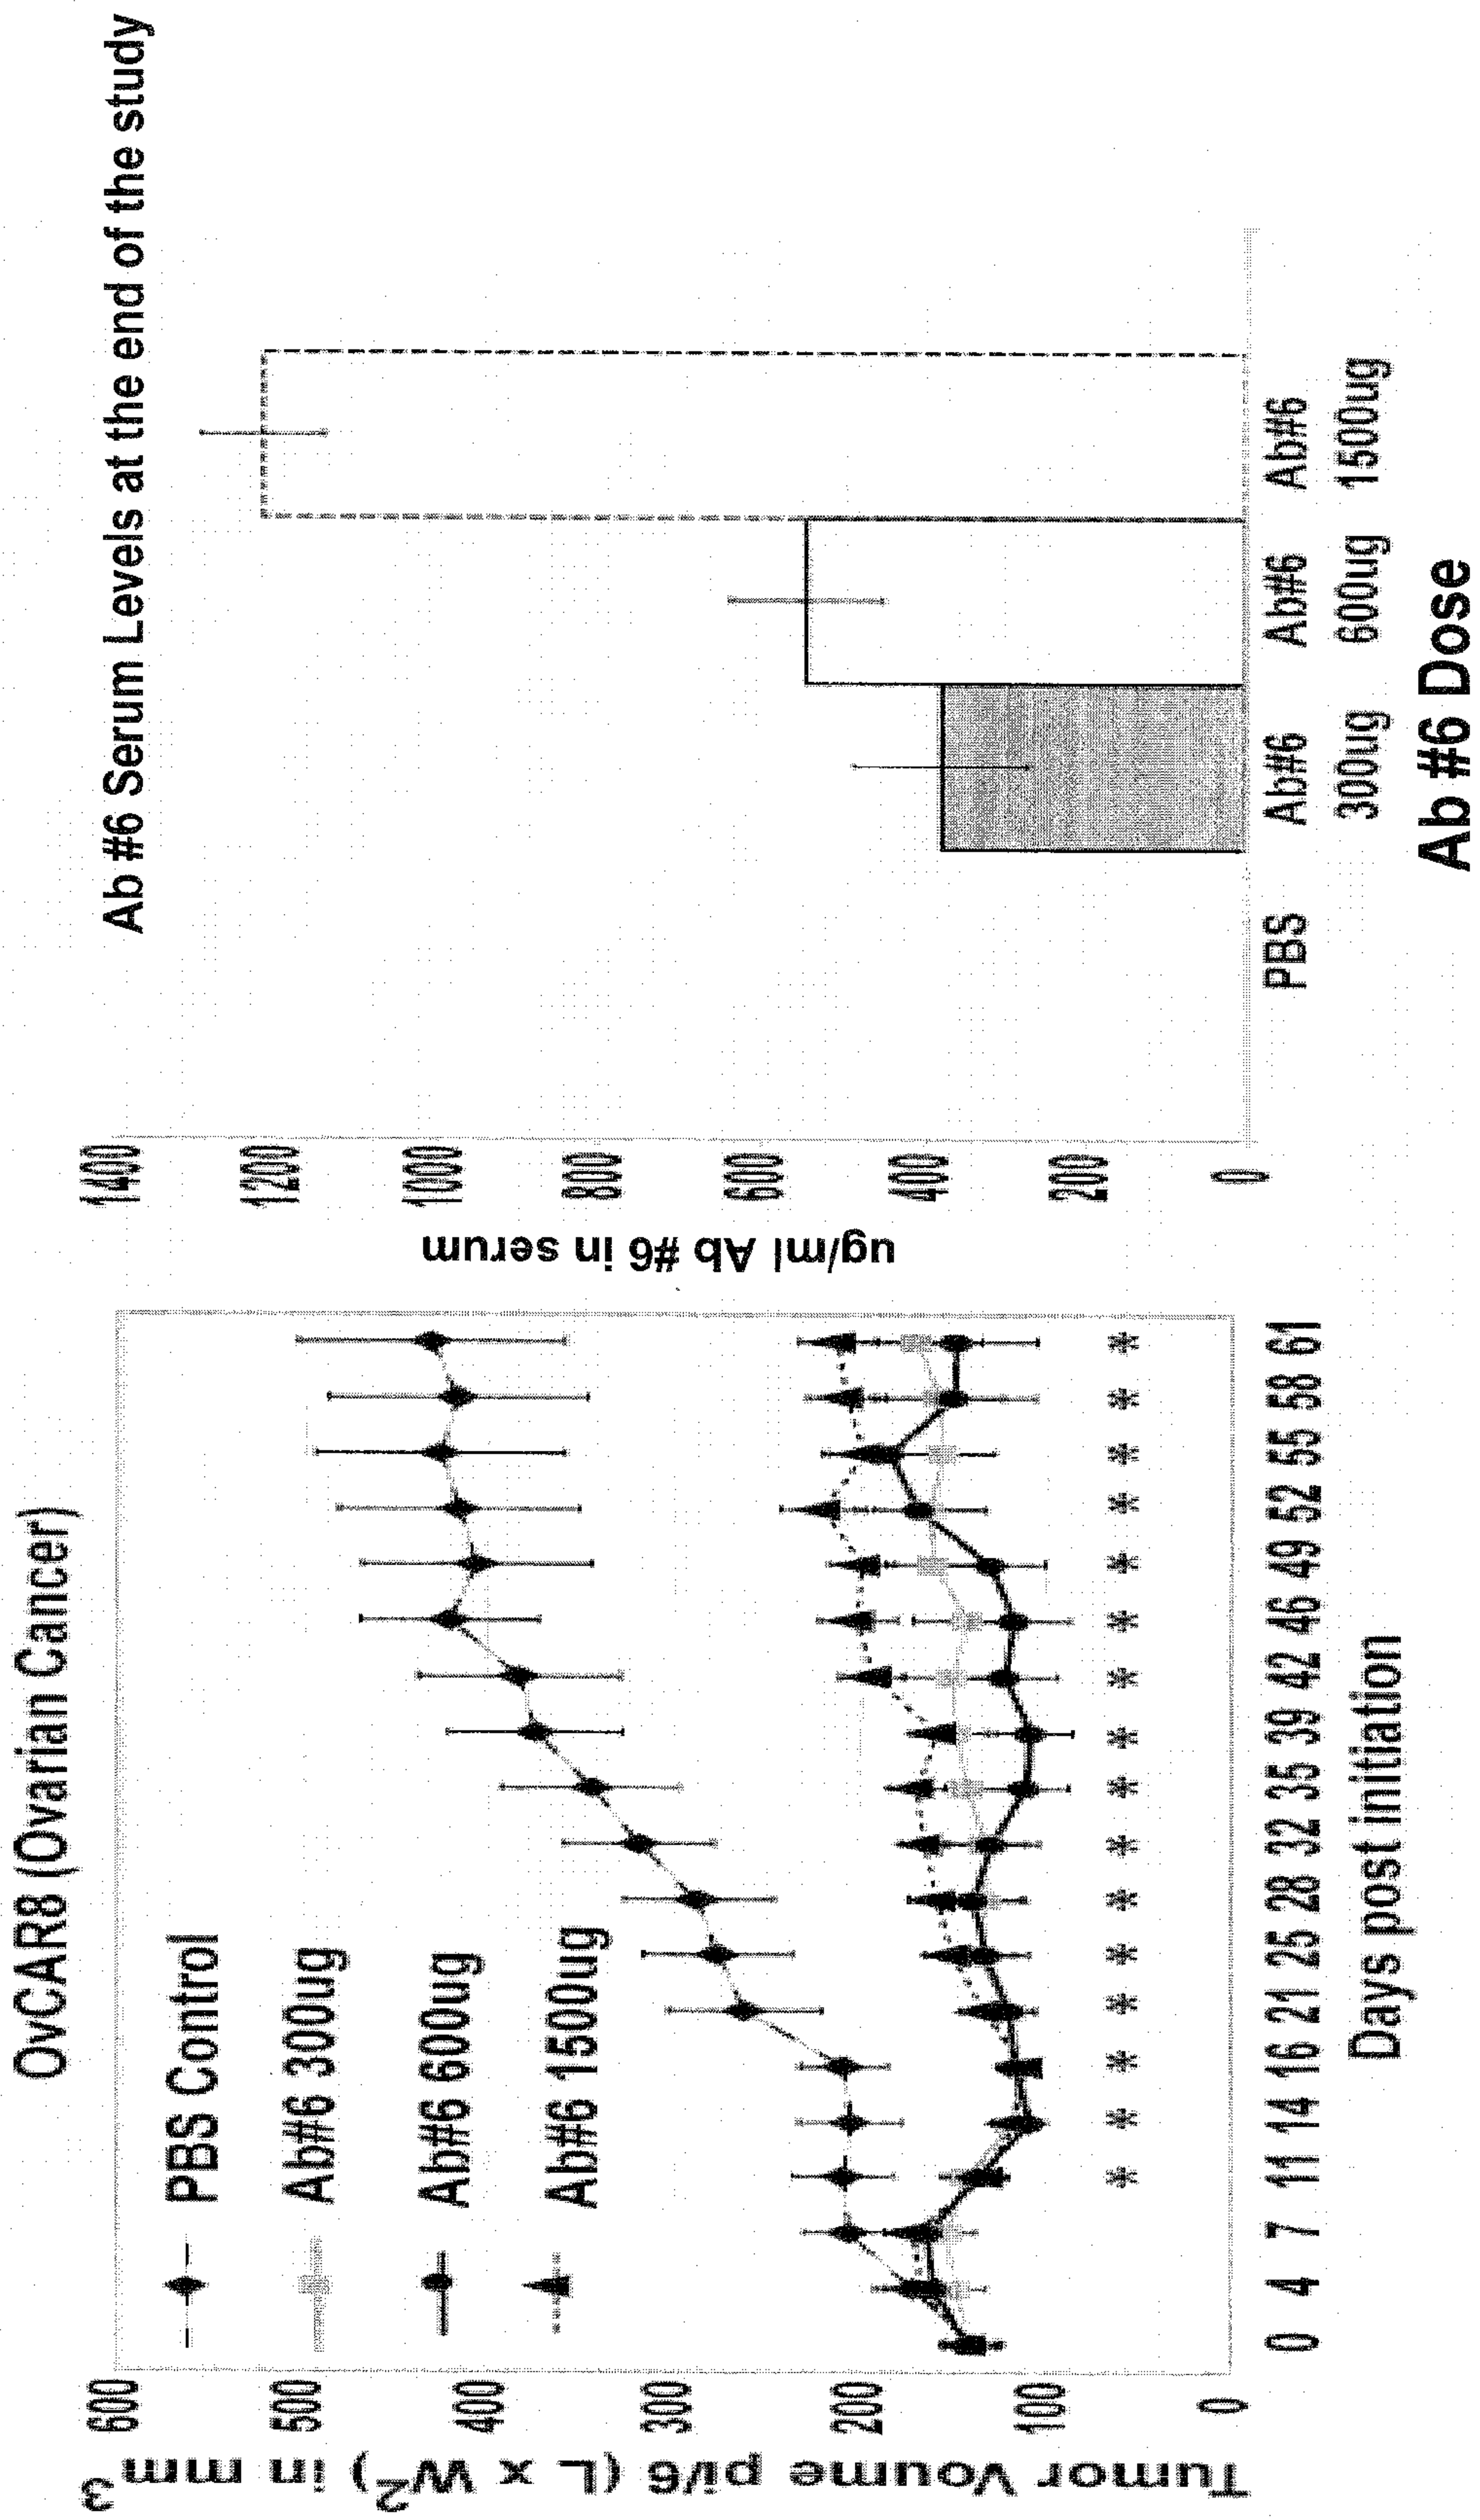 OvCAR8 (Ovarian Cancer)
PBS Control
Ab#6 300ug
Ab#6 600ug
Ab#6 1500ug
Tumor Voume pi/6 (L x W²) in mm³
600
500
400
300
200
100
0
* * * * * * * * * * * * * * * *
0 4 7 11 14 16 21 25 28 32 35 39 42 46 49 52 55 58 61
Days post initiation
Ab #6 Serum Levels at the end of the study
ug/ml Ab #6 in serum
1400
1200
1000
800
600
400
200
0
PBS Ab#6 Ab#6 Ab#6
300ug 600ug 1500ug
Ab #6 Dose